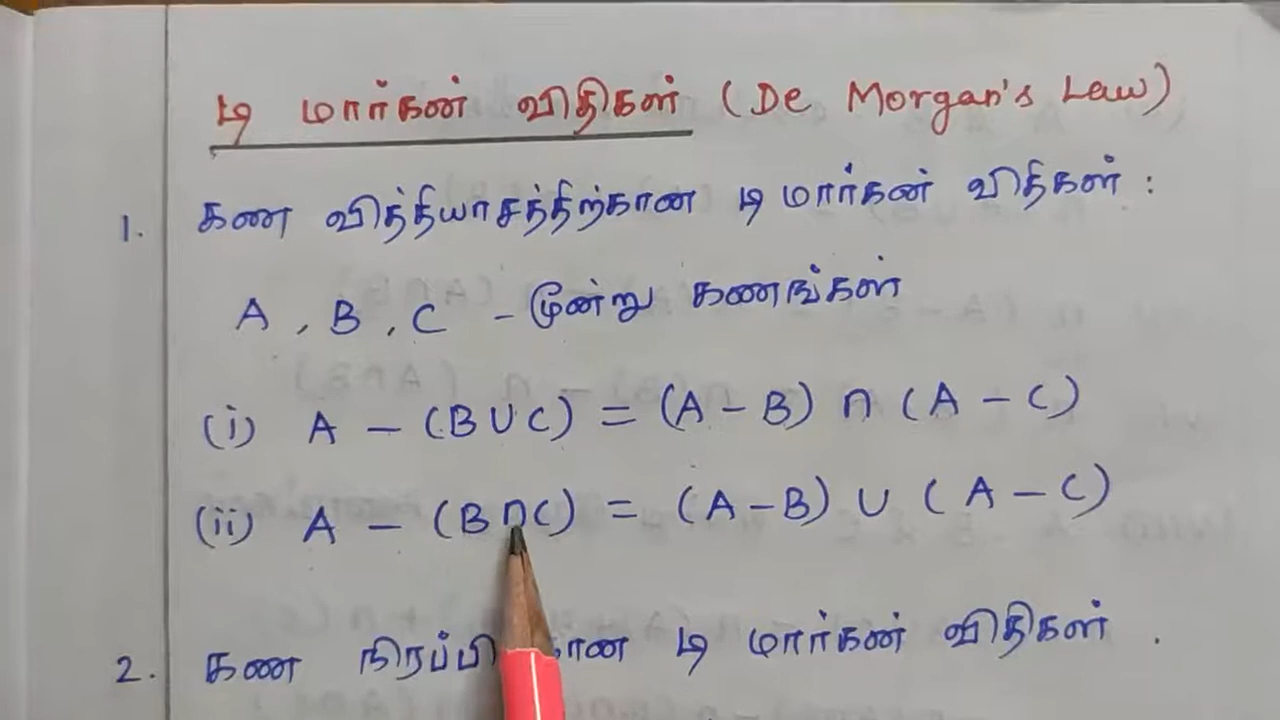 டி மார்கன் விதிகள் (De Morgan's Law)
1. கண வித்தியாசத்திற்கான டி மார்கன் விதிகள் :
A , B , C - மூன்று கணங்கள்
(i) A - (B∪C) = (A - B) ∩ (A - C)
(ii) A - (B∩C) = (A - B) ∪ (A - C)
2. கண டி மார்கன் விதிகள் .